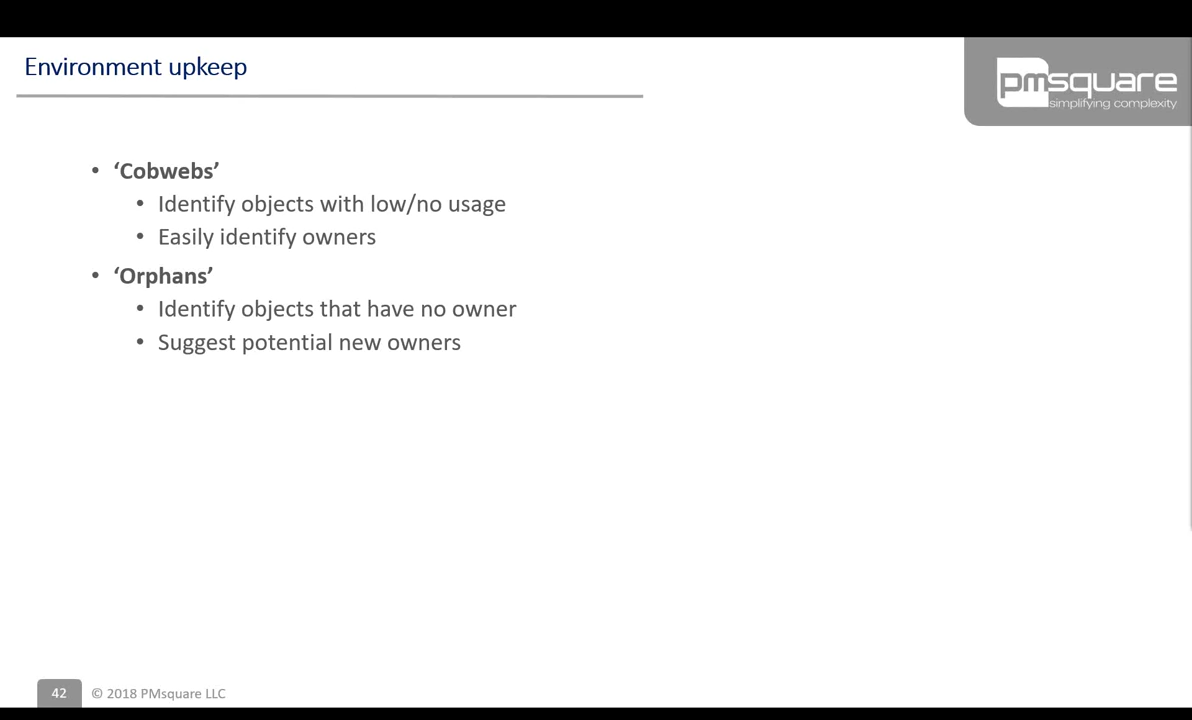 Environment upkeep
pmsquare
simplifying complexity
• ‘Cobwebs’
• Identify objects with low/no usage
• Easily identify owners
• ‘Orphans’
• Identify objects that have no owner
• Suggest potential new owners
42
© 2018 PMsquare LLC